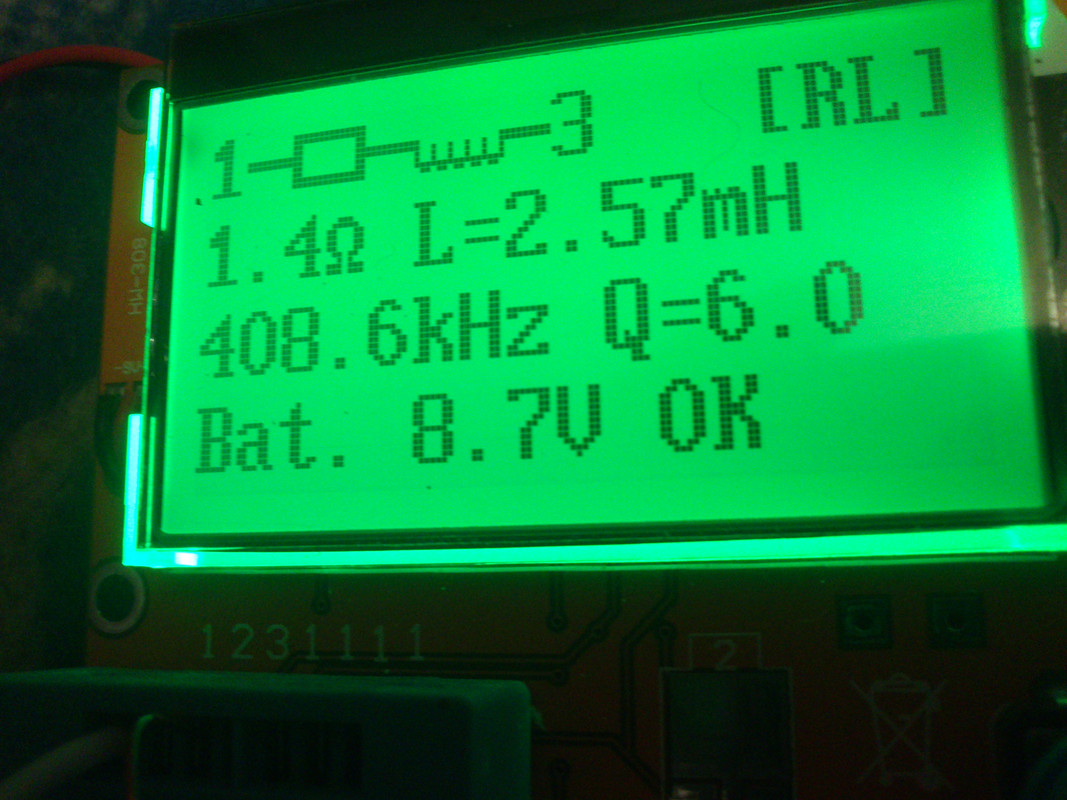 1 3 [RL]
1.4Ω L=2.57mH
408.6kHz Q=6.0
Bat. 8.7V OK
HW-308
1231111
2